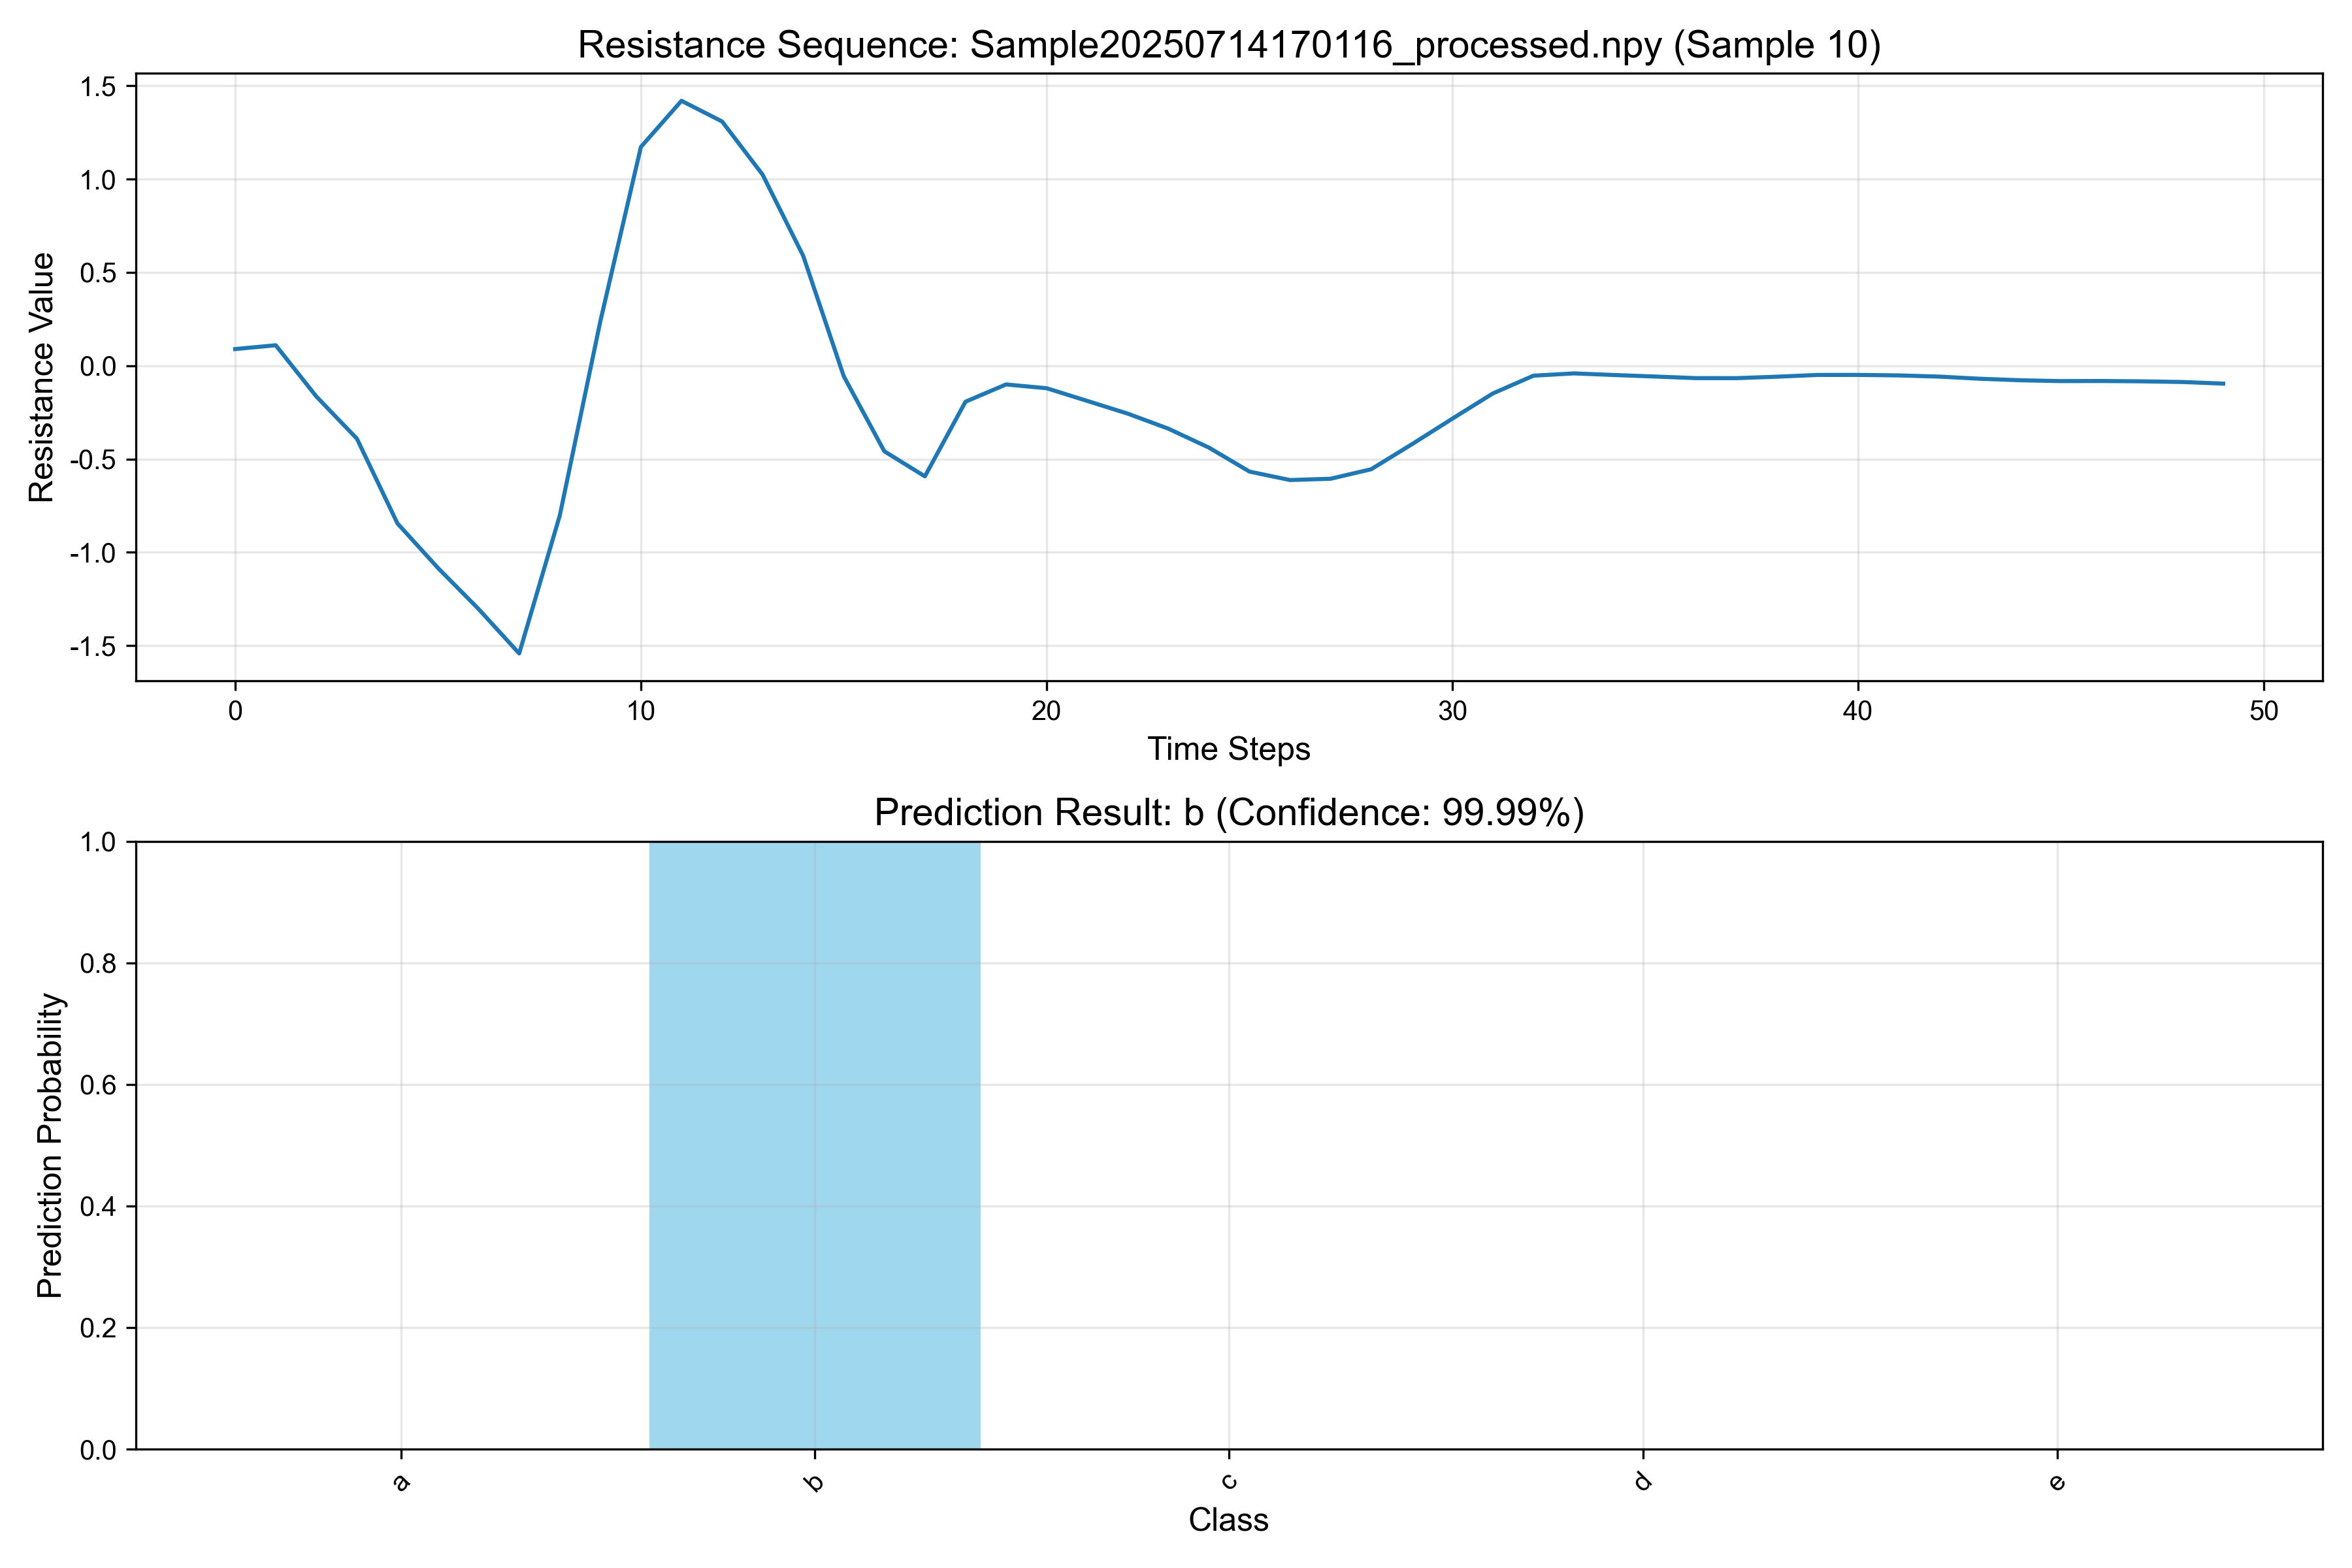 Resistance Sequence: Sample20250714170116_processed.npy (Sample 10)
Resistance Value
1.5
1.0
0.5
0.0
-0.5
-1.0
-1.5
0 10 20 30 40 50
Time Steps
Prediction Result: b (Confidence: 99.99%)
Prediction Probability
1.0
0.8
0.6
0.4
0.2
0.0
a b c d e
Class